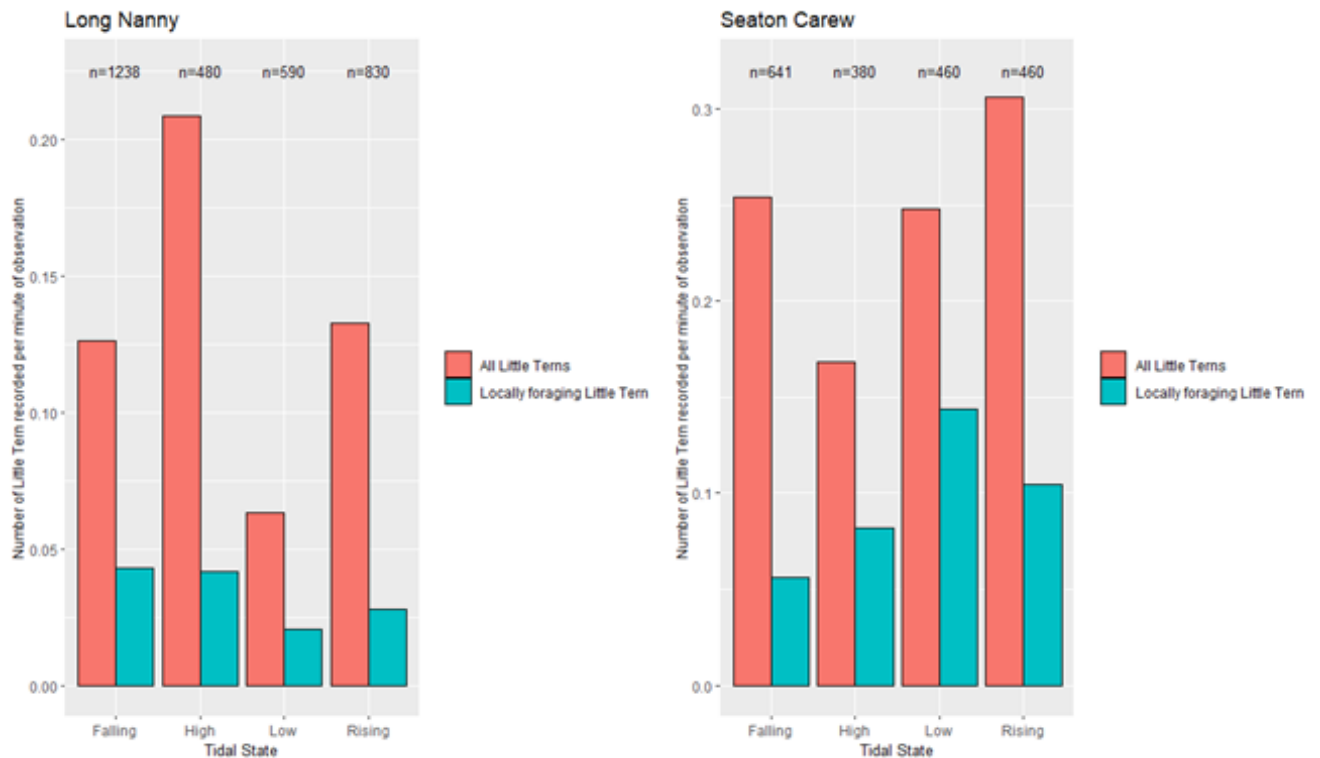 Long Nanny
n=1238 n=480 n=590 n=830
0.20
0.15
0.10
0.05
0.00
Number of Little Tern recorded per minute of observation
Falling High Low Rising
Tidal State
All Little Terns
Locally foraging Little Tern
Seaton Carew
n=641 n=380 n=460 n=460
0.3
0.2
0.1
0.0
Number of Little Tern recorded per minute of observation
Falling High Low Rising
Tidal State
All Little Terns
Locally foraging Little Tern